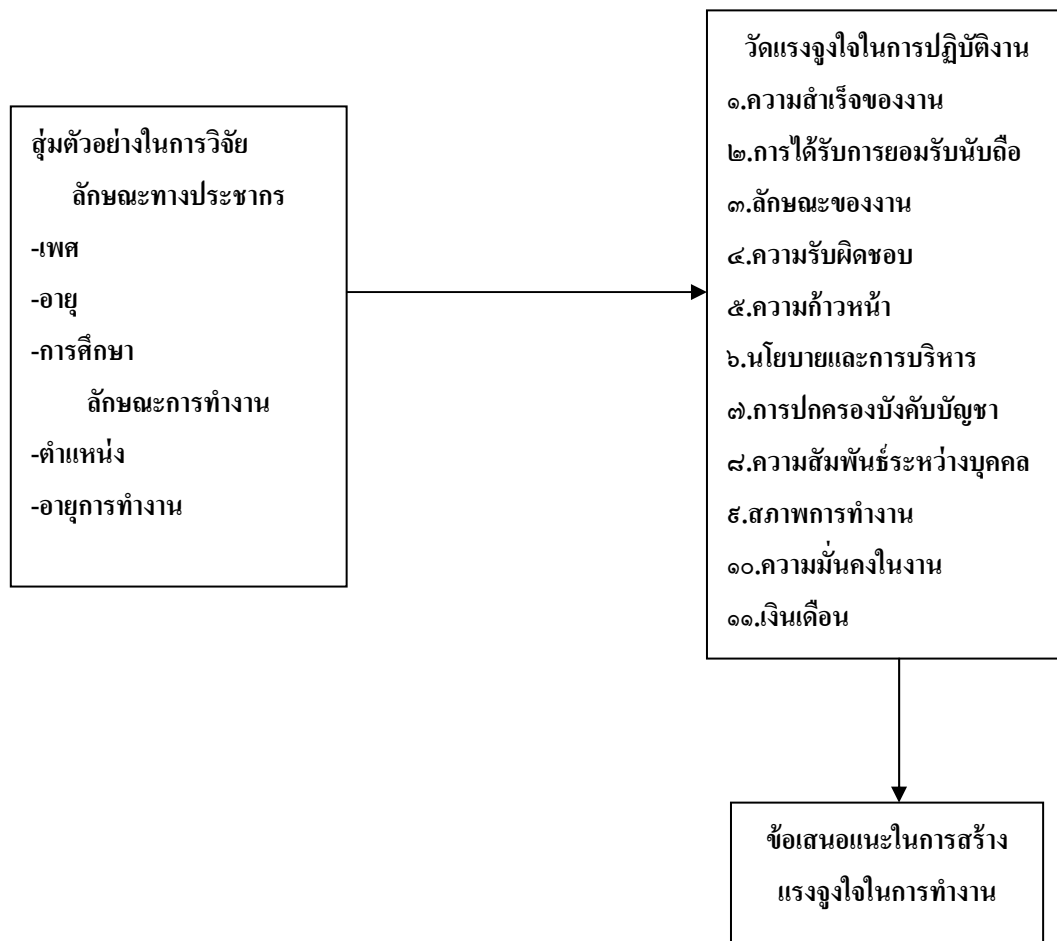 สุ่มตัวอย่างในการวิจัย
ลักษณะทางประชากร
-เพศ
-อายุ
-การศึกษา
ลักษณะการทำงาน
-ตำแหน่ง
-อายุการทำงาน
วัดแรงจูงใจในการปฏิบัติงาน
๑.ความสำเร็จของงาน
๒.การได้รับการยอมรับนับถือ
๓.ลักษณะของงาน
๔.ความรับผิดชอบ
๕.ความก้าวหน้า
๖.นโยบายและการบริหาร
๗.การปกครองบังคับบัญชา
๘.ความสัมพันธ์ระหว่างบุคคล
๙.สภาพการทำงาน
๑๐.ความมั่นคงในงาน
๑๑.เงินเดือน
ข้อเสนอแนะในการสร้าง
แรงจูงใจในการทำงาน